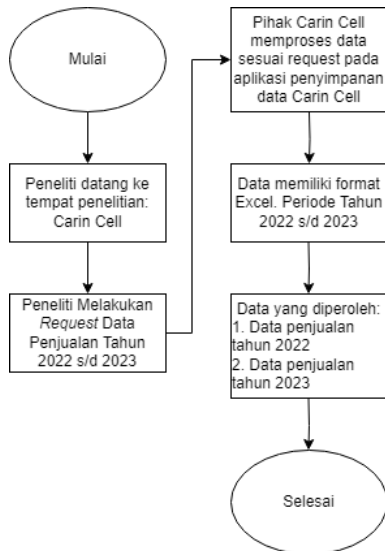 Mulai
Peneliti datang ke
tempat penelitian:
Carin Cell
Peneliti Melakukan
Request Data
Penjualan Tahun
2022 s/d 2023
Pihak Carin Cell
memproses data
sesuai request pada
aplikasi penyimpanan
data Carin Cell
Data memiliki format
Excel. Periode Tahun
2022 s/d 2023
Data yang diperoleh:
1. Data penjualan
tahun 2022
2. Data penjualan
tahun 2023
Selesai